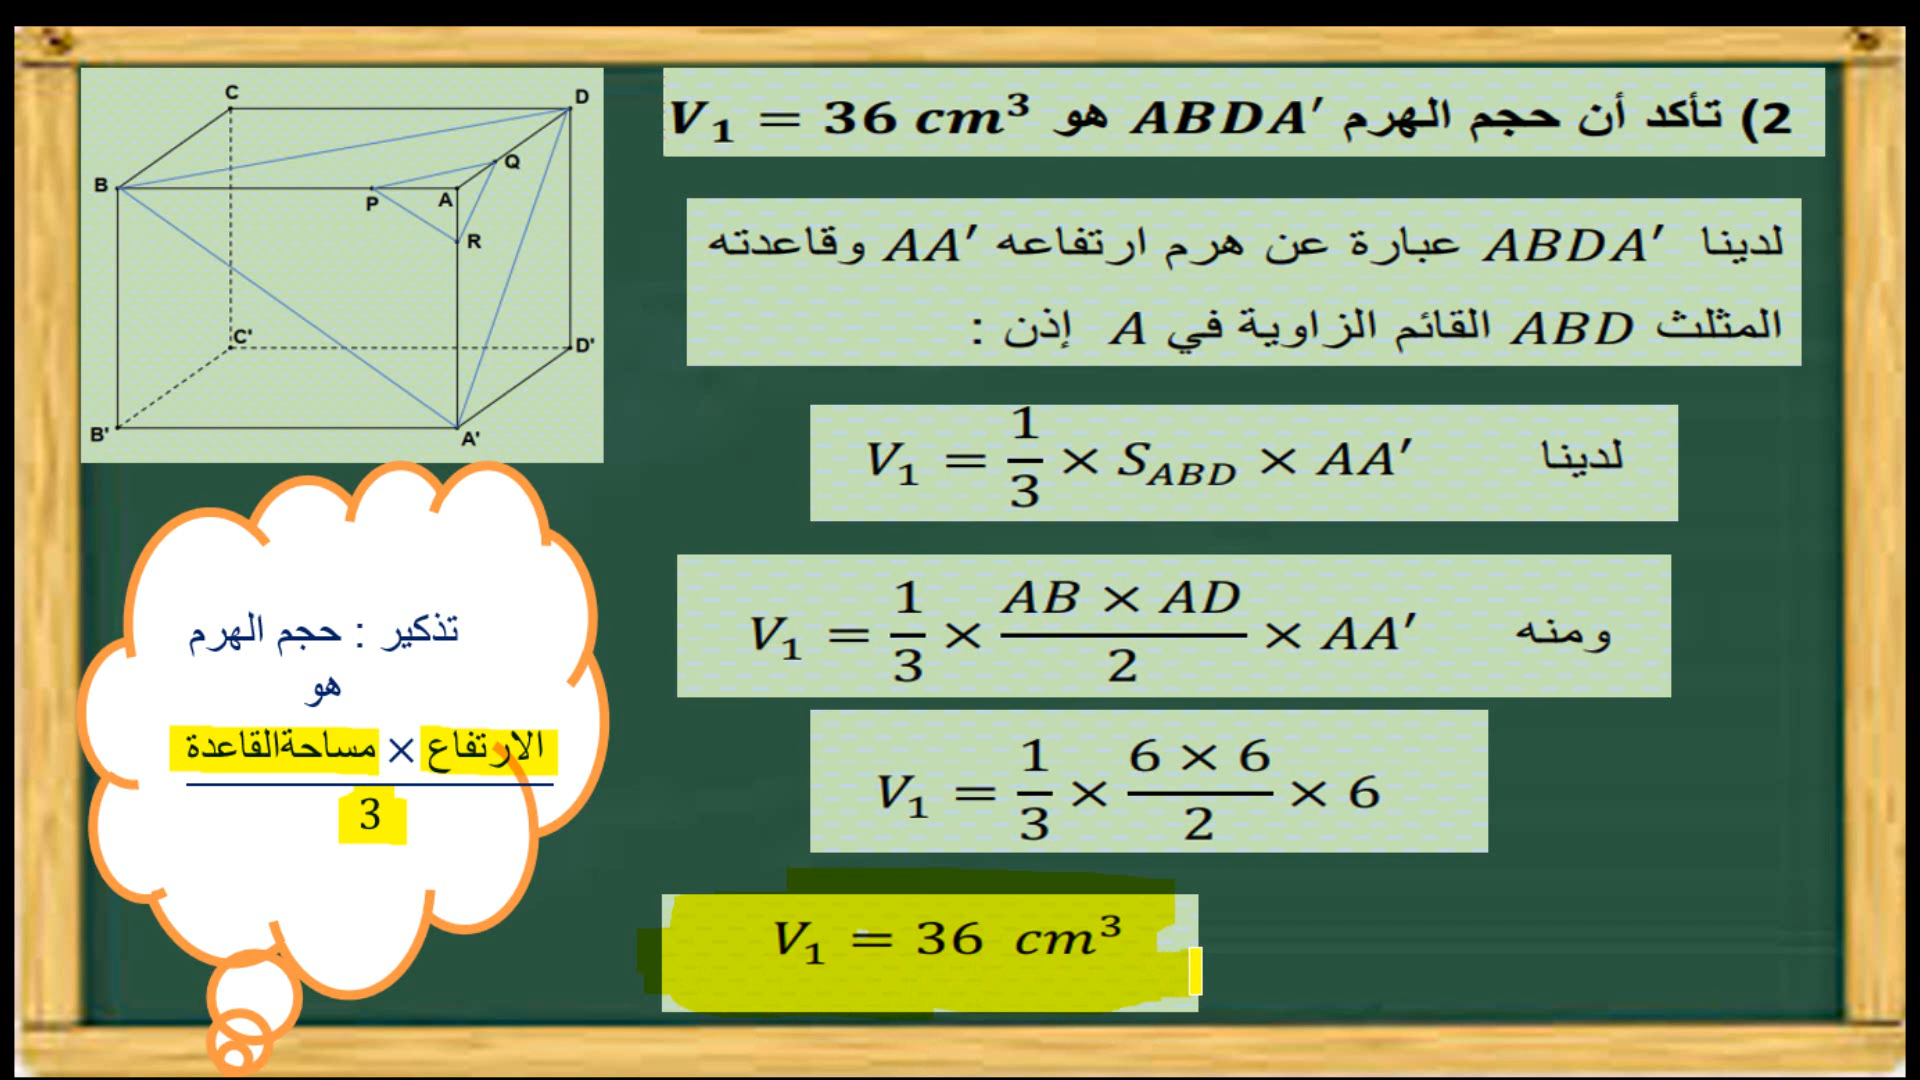 2) تأكد أن حجم الهرم ABDA′ هو V₁ = 36 cm³
لدينا ABDA′ عبارة عن هرم ارتفاعه AA′ وقاعدته
المثلث ABD القائم الزاوية في A إذن :
لدينا V₁ = 1/3 × S_ABD × AA′
ومنه V₁ = 1/3 × (AB × AD)/2 × AA′
V₁ = 1/3 × (6 × 6)/2 × 6
V₁ = 36 cm³
C
D
Q
B
P
A
R
C'
D'
B'
A'
تذكير : حجم الهرم
هو
الارتفاع × مساحةالقاعدة
3